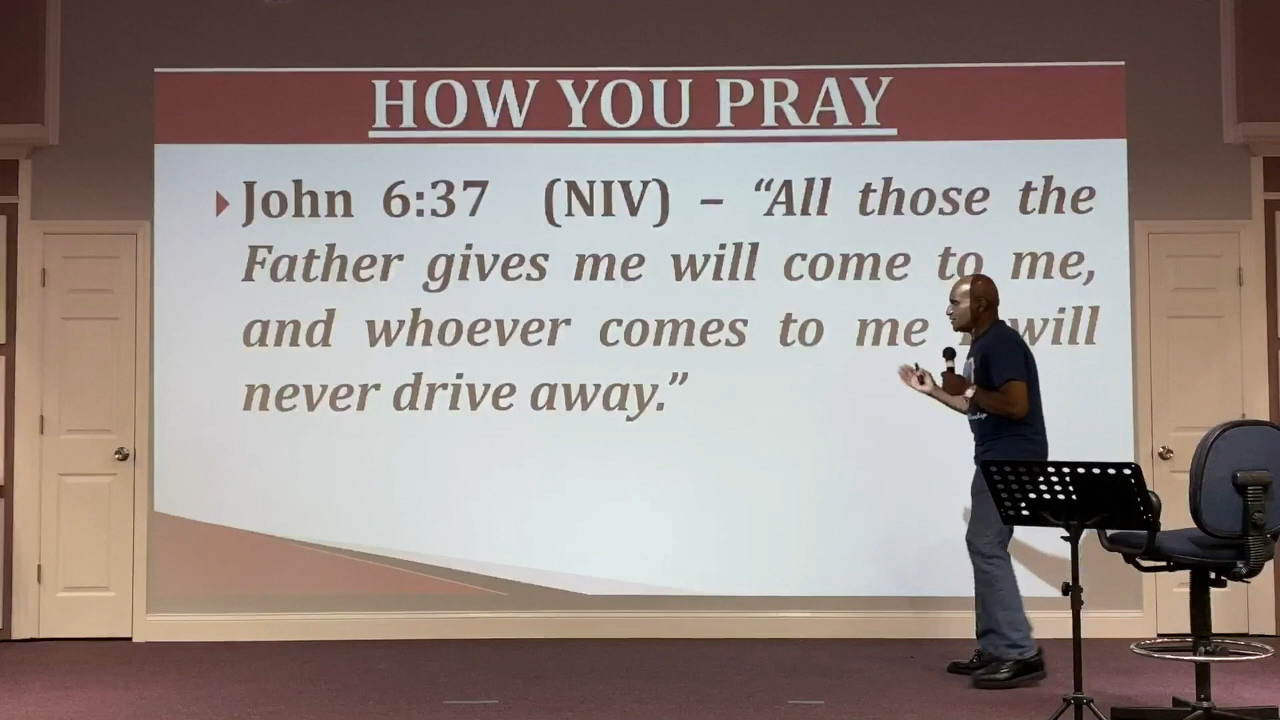 HOW YOU PRAY
John 6:37 (NIV) – “All those the
Father gives me will come to me,
and whoever comes to me will
never drive away.”